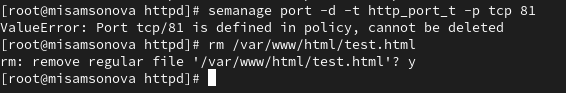 [root@misamsonova httpd]# semanage port -d -t http_port_t -p tcp 81
ValueError: Port tcp/81 is defined in policy, cannot be deleted
[root@misamsonova httpd]# rm /var/www/html/test.html
rm: remove regular file '/var/www/html/test.html'? y
[root@misamsonova httpd]#